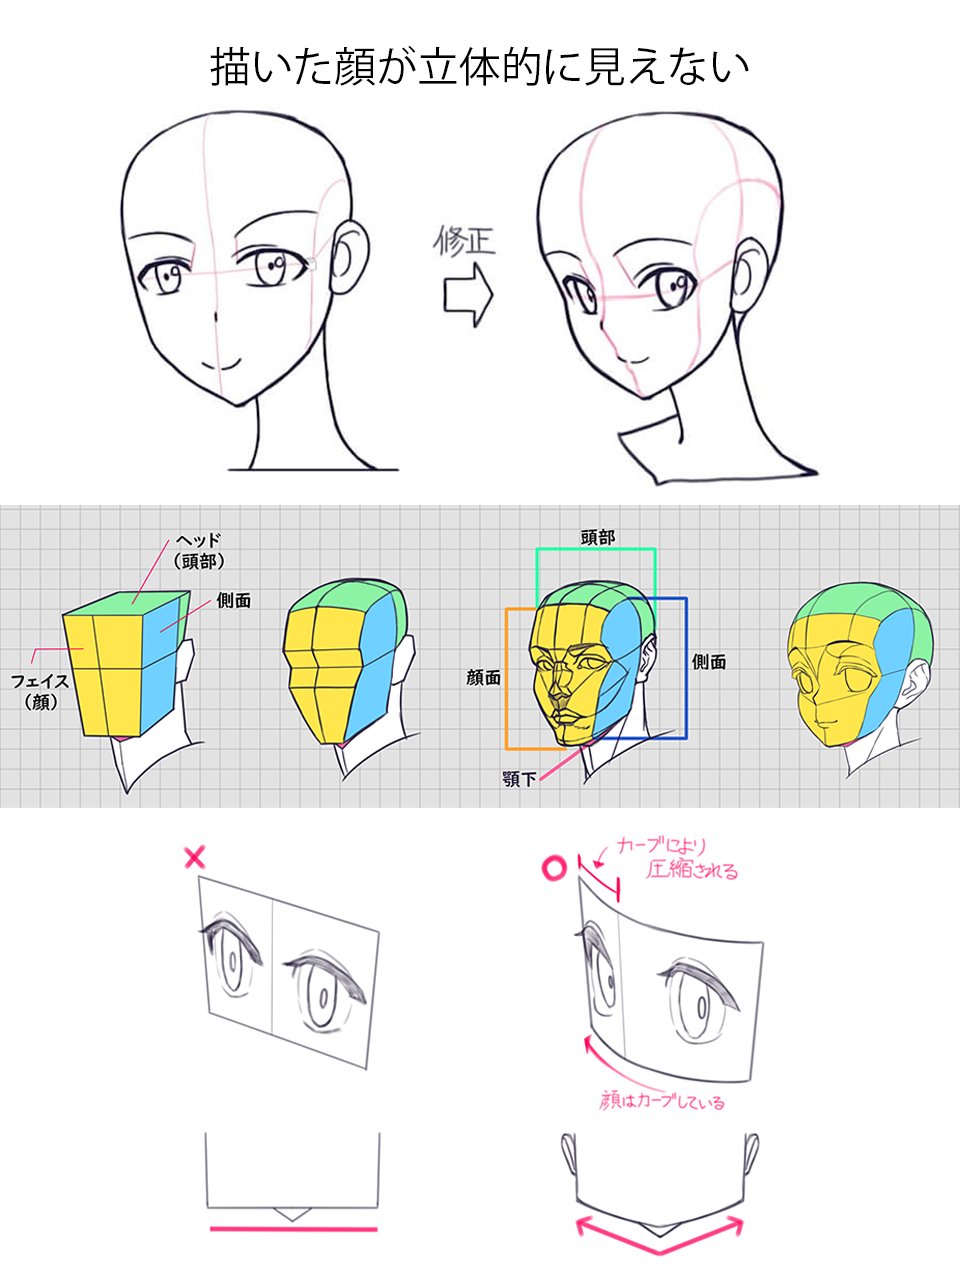 描いた顔が立体的に見えない
修正
ヘッド
(頭部)
側面
フェイス
(顔)
頭部
顔面
側面
顎下
カーブにより
圧縮される
顔はカーブしている